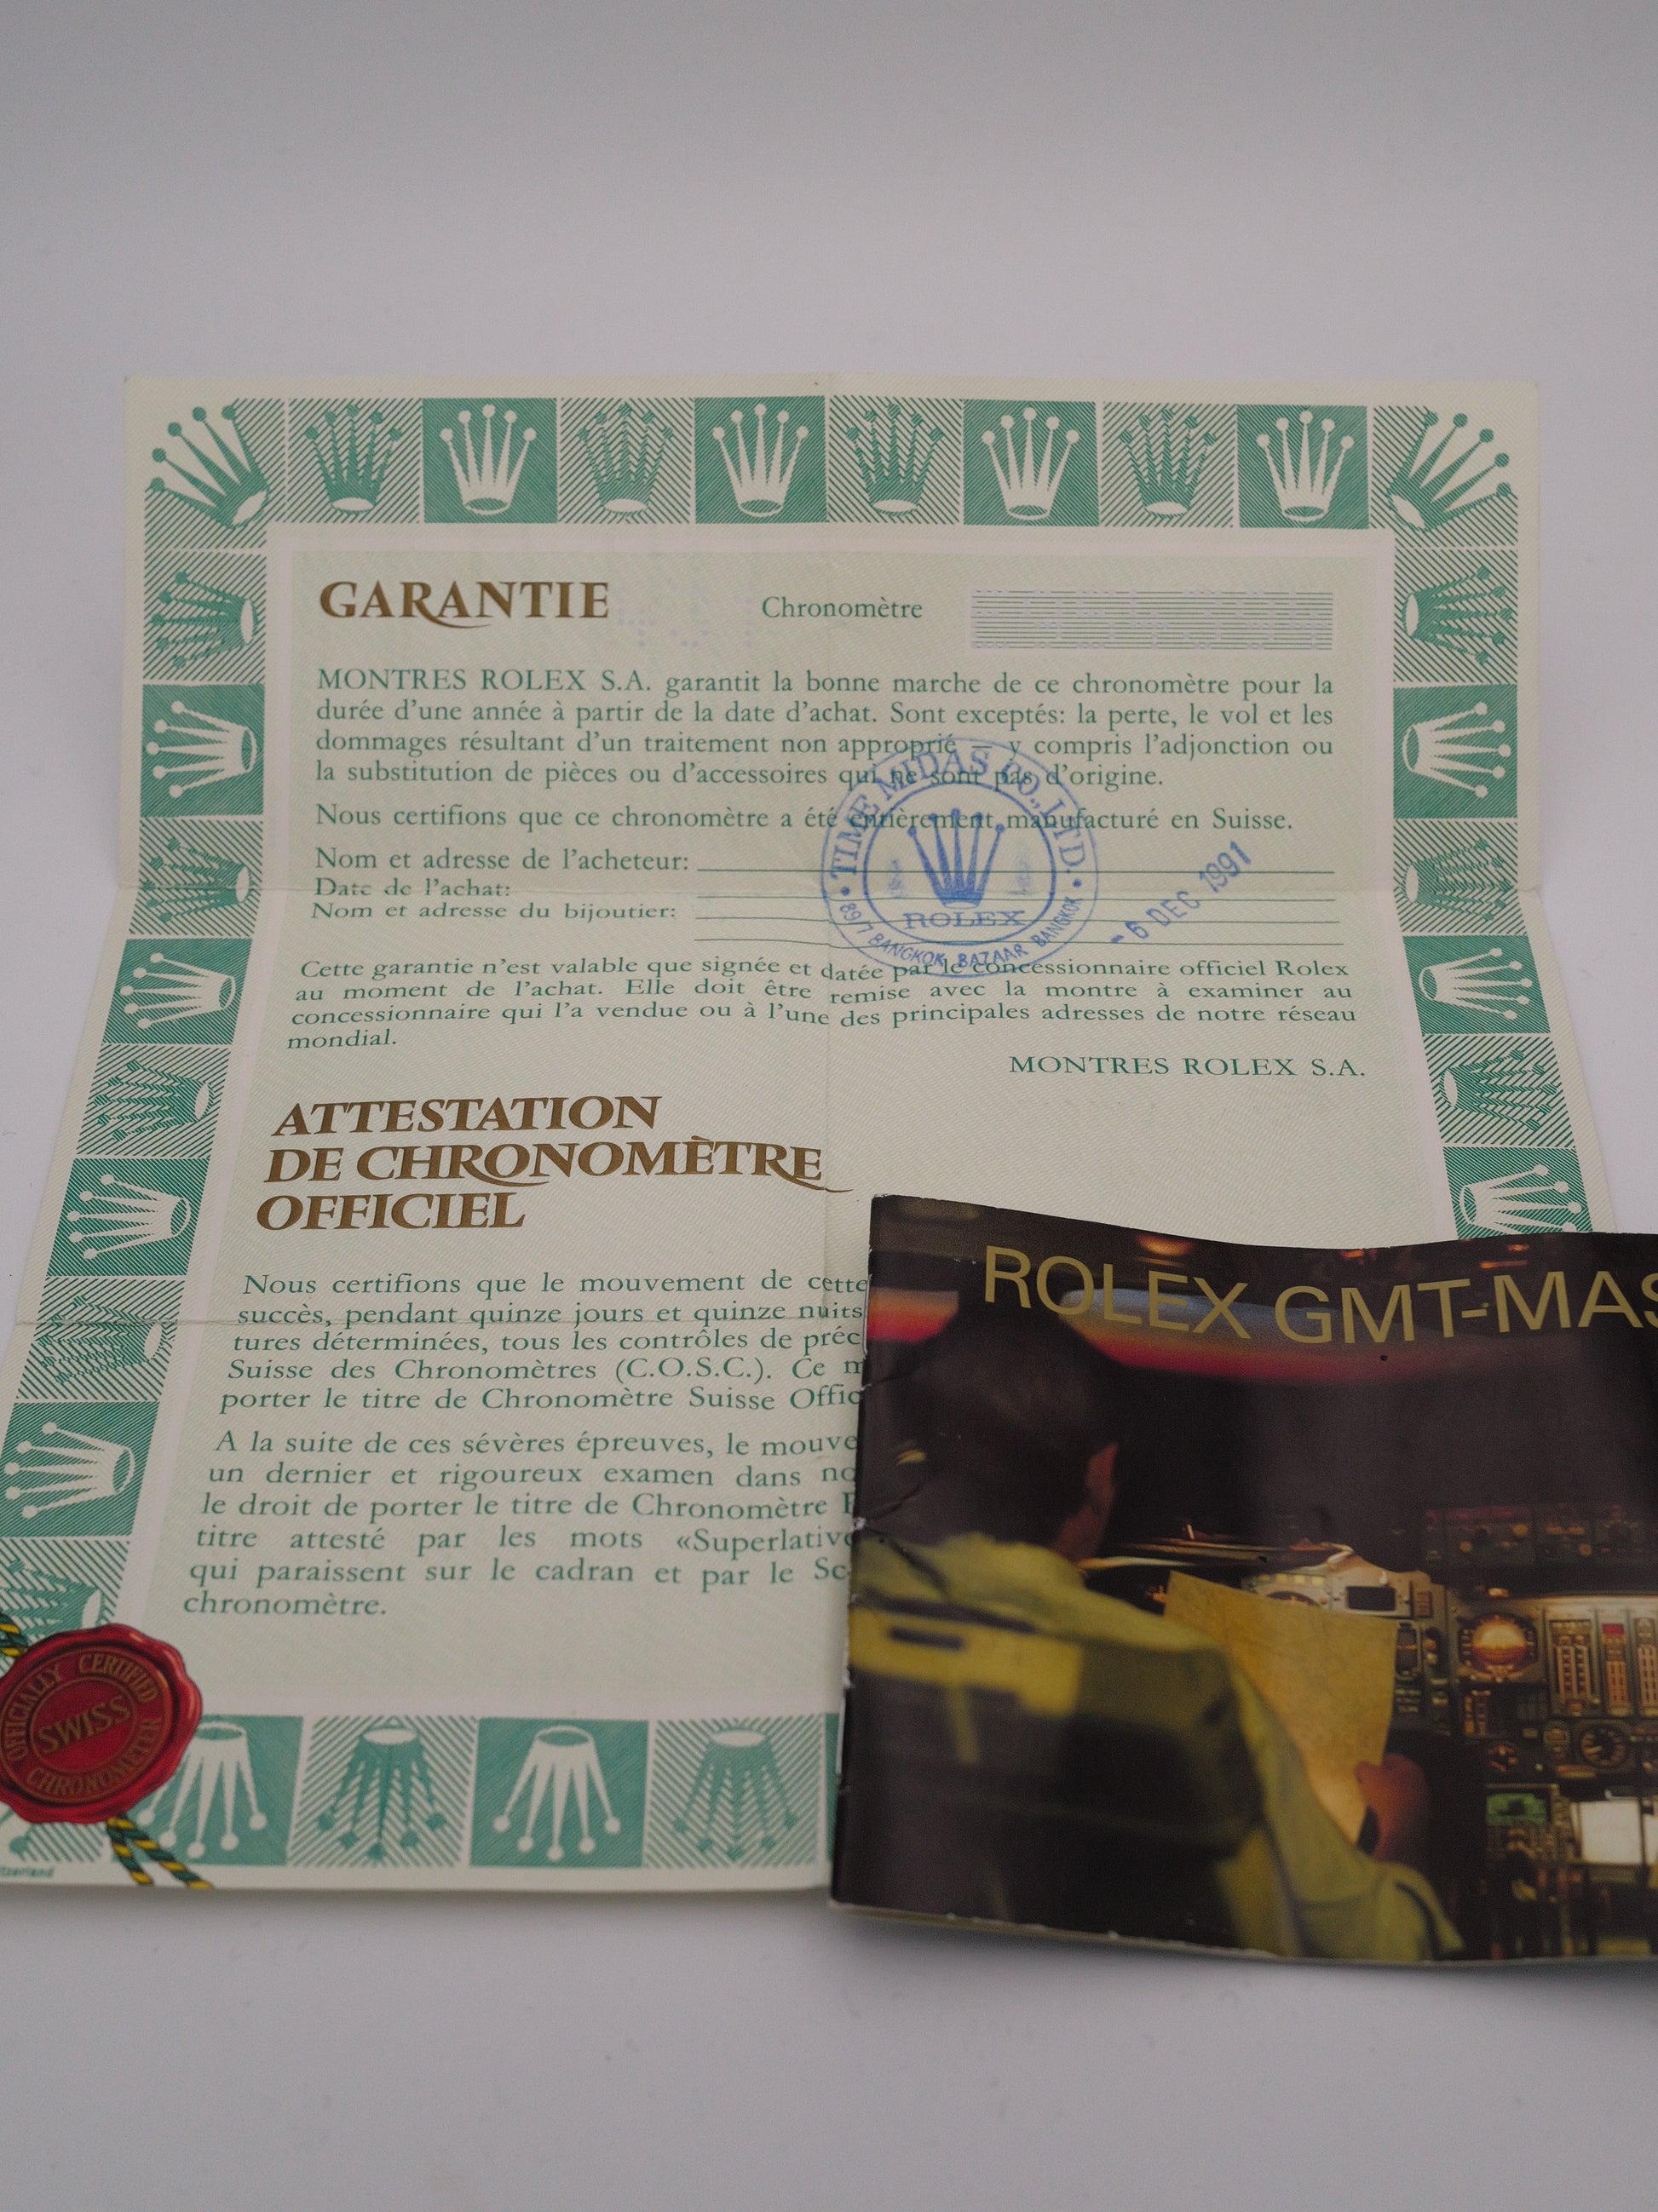 GARANTIE
Chronomètre
MONTRES ROLEX S.A. garantit la bonne marche de ce chronomètre pour la
durée d'une année à partir de la date d'achat. Sont exceptés: la perte, le vol et les
dommages résultant d'un traitement non approprié — y compris l'adjonction ou
la substitution de pièces ou d'accessoires qui ne sont pas d'origine.
Nous certifions que ce chronomètre a été entièrement manufacturé en Suisse.
Nom et adresse de l'acheteur:
Date de l'achat:
Nom et adresse du bijoutier:
TIME MIDAS CO., LTD.
ROLEX
89/7 BANGKOK BAZAAR BANGKOK
- 6 DEC 1991
Cette garantie n'est valable que signée et datée par le concessionnaire officiel Rolex
au moment de l'achat. Elle doit être remise avec la montre à examiner au
concessionnaire qui l'a vendue ou à l'une des principales adresses de notre réseau
mondial.
MONTRES ROLEX S.A.
ATTESTATION
DE CHRONOMÈTRE
OFFICIEL
Nous certifions que le mouvement de cette
succès, pendant quinze jours et quinze nuits
tures déterminées, tous les contrôles de préc
Suisse des Chronomètres (C.O.S.C.). Ce m
porter le titre de Chronomètre Suisse Offic
A la suite de ces sévères épreuves, le mouve
un dernier et rigoureux examen dans no
le droit de porter le titre de Chronomètre
titre attesté par les mots «Superlative
qui paraissent sur le cadran et par le Sc
chronomètre.
OFFICIALLY CERTIFIED
SWISS
CHRONOMETER
tzerland
ROLEX GMT-MAS